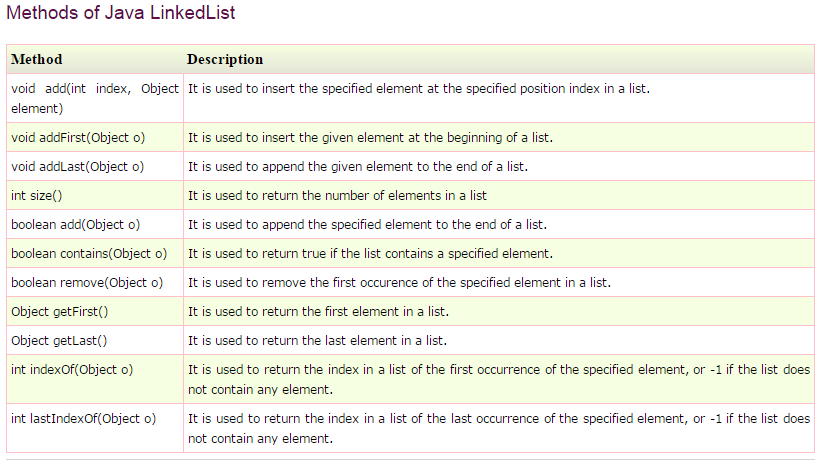 Methods of Java LinkedList
Method Description
void add(int index, Object It is used to insert the specified element at the specified position index in a list.
element)
void addFirst(Object o) It is used to insert the given element at the beginning of a list.
void addLast(Object o) It is used to append the given element to the end of a list.
int size() It is used to return the number of elements in a list
boolean add(Object o) It is used to append the specified element to the end of a list.
boolean contains(Object o) It is used to return true if the list contains a specified element.
boolean remove(Object o) It is used to remove the first occurence of the specified element in a list.
Object getFirst() It is used to return the first element in a list.
Object getLast() It is used to return the last element in a list.
int indexOf(Object o) It is used to return the index in a list of the first occurrence of the specified element, or -1 if the list does
not contain any element.
int lastIndexOf(Object o) It is used to return the index in a list of the last occurrence of the specified element, or -1 if the list does
not contain any element.